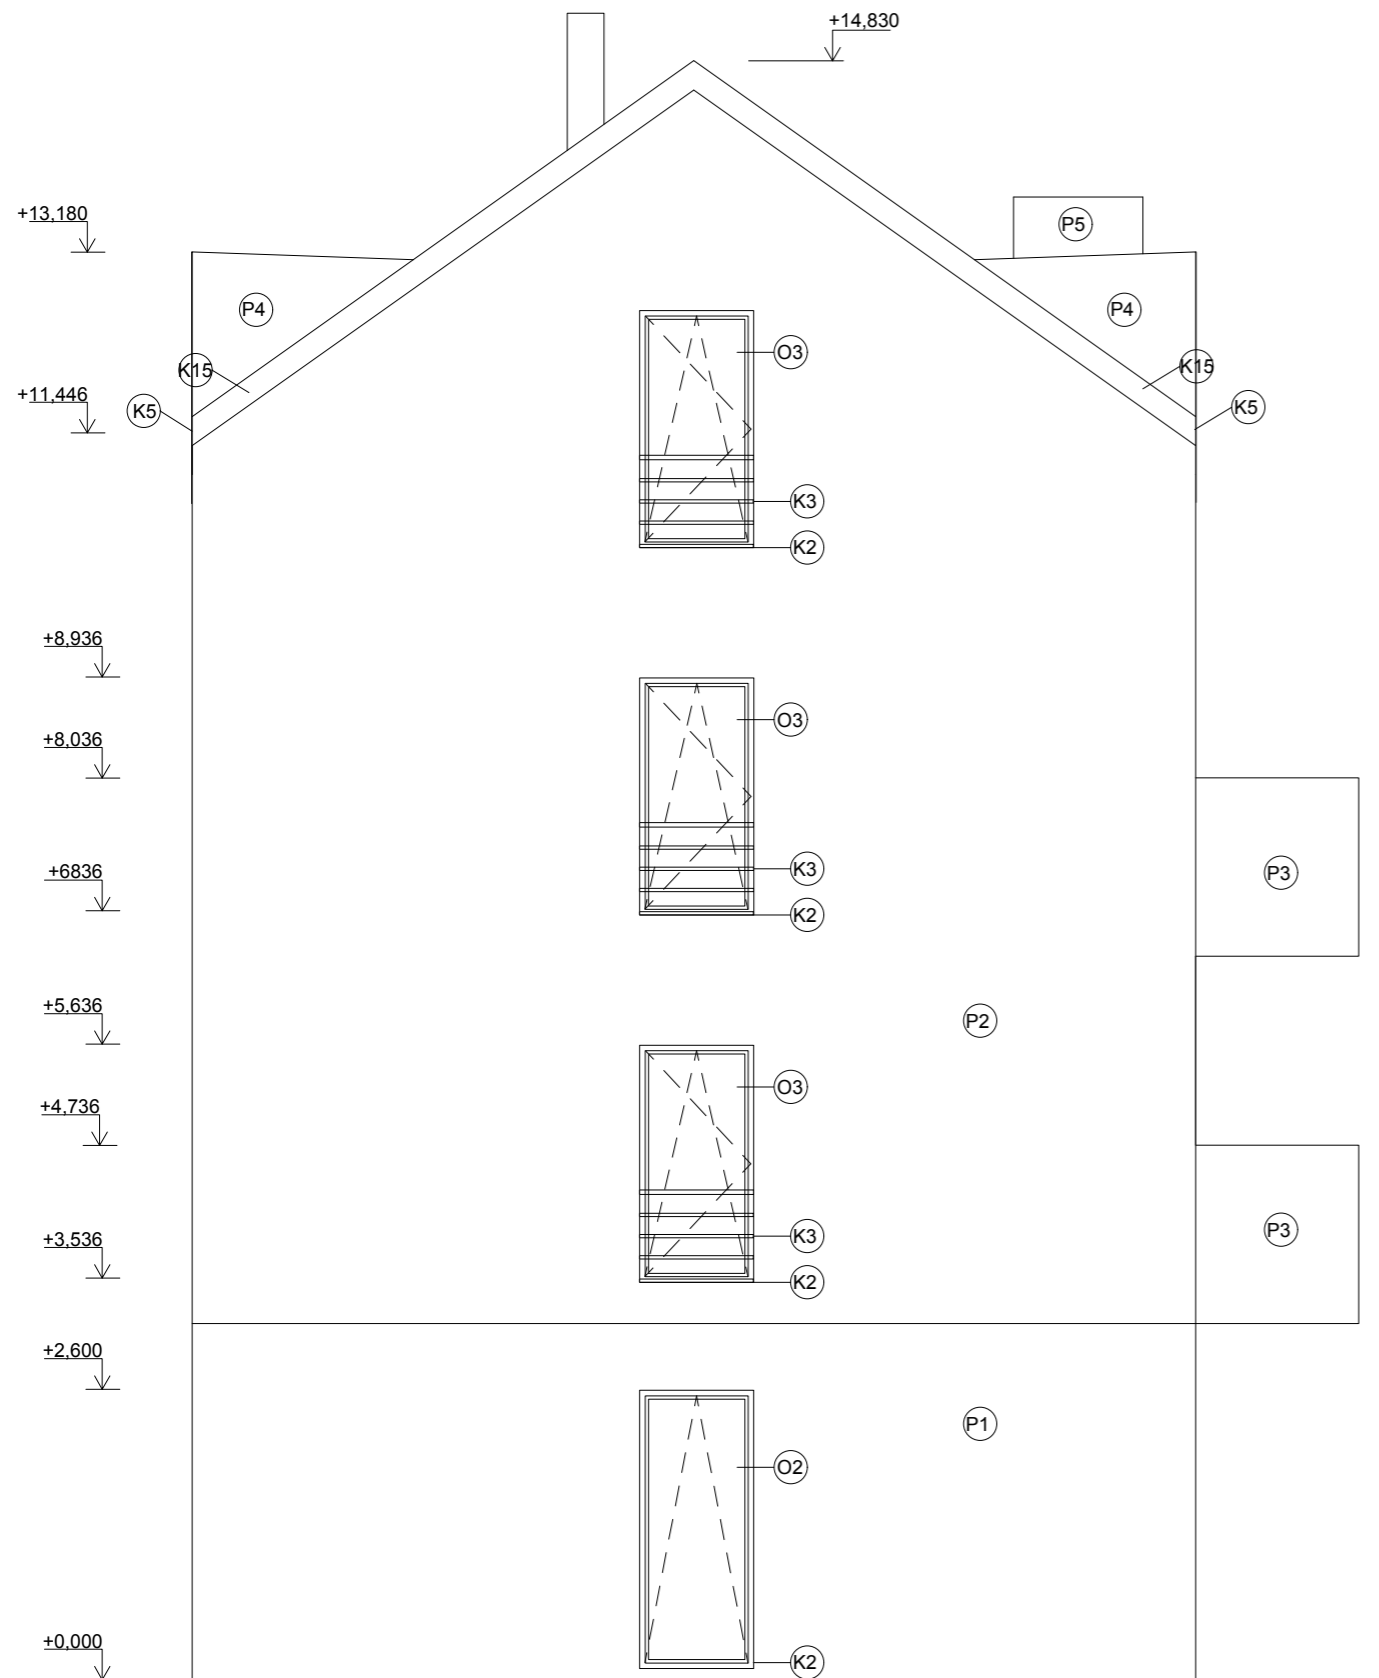 +14,830
+13,180
P5
P4
P4
O3
K15
K15
+11,446
K5
K5
K3
K2
+8,936
O3
+8,036
+6836
K3
P3
K2
+5,636
P2
O3
+4,736
K3
P3
+3,536
K2
+2,600
P1
O2
+0,000
K2